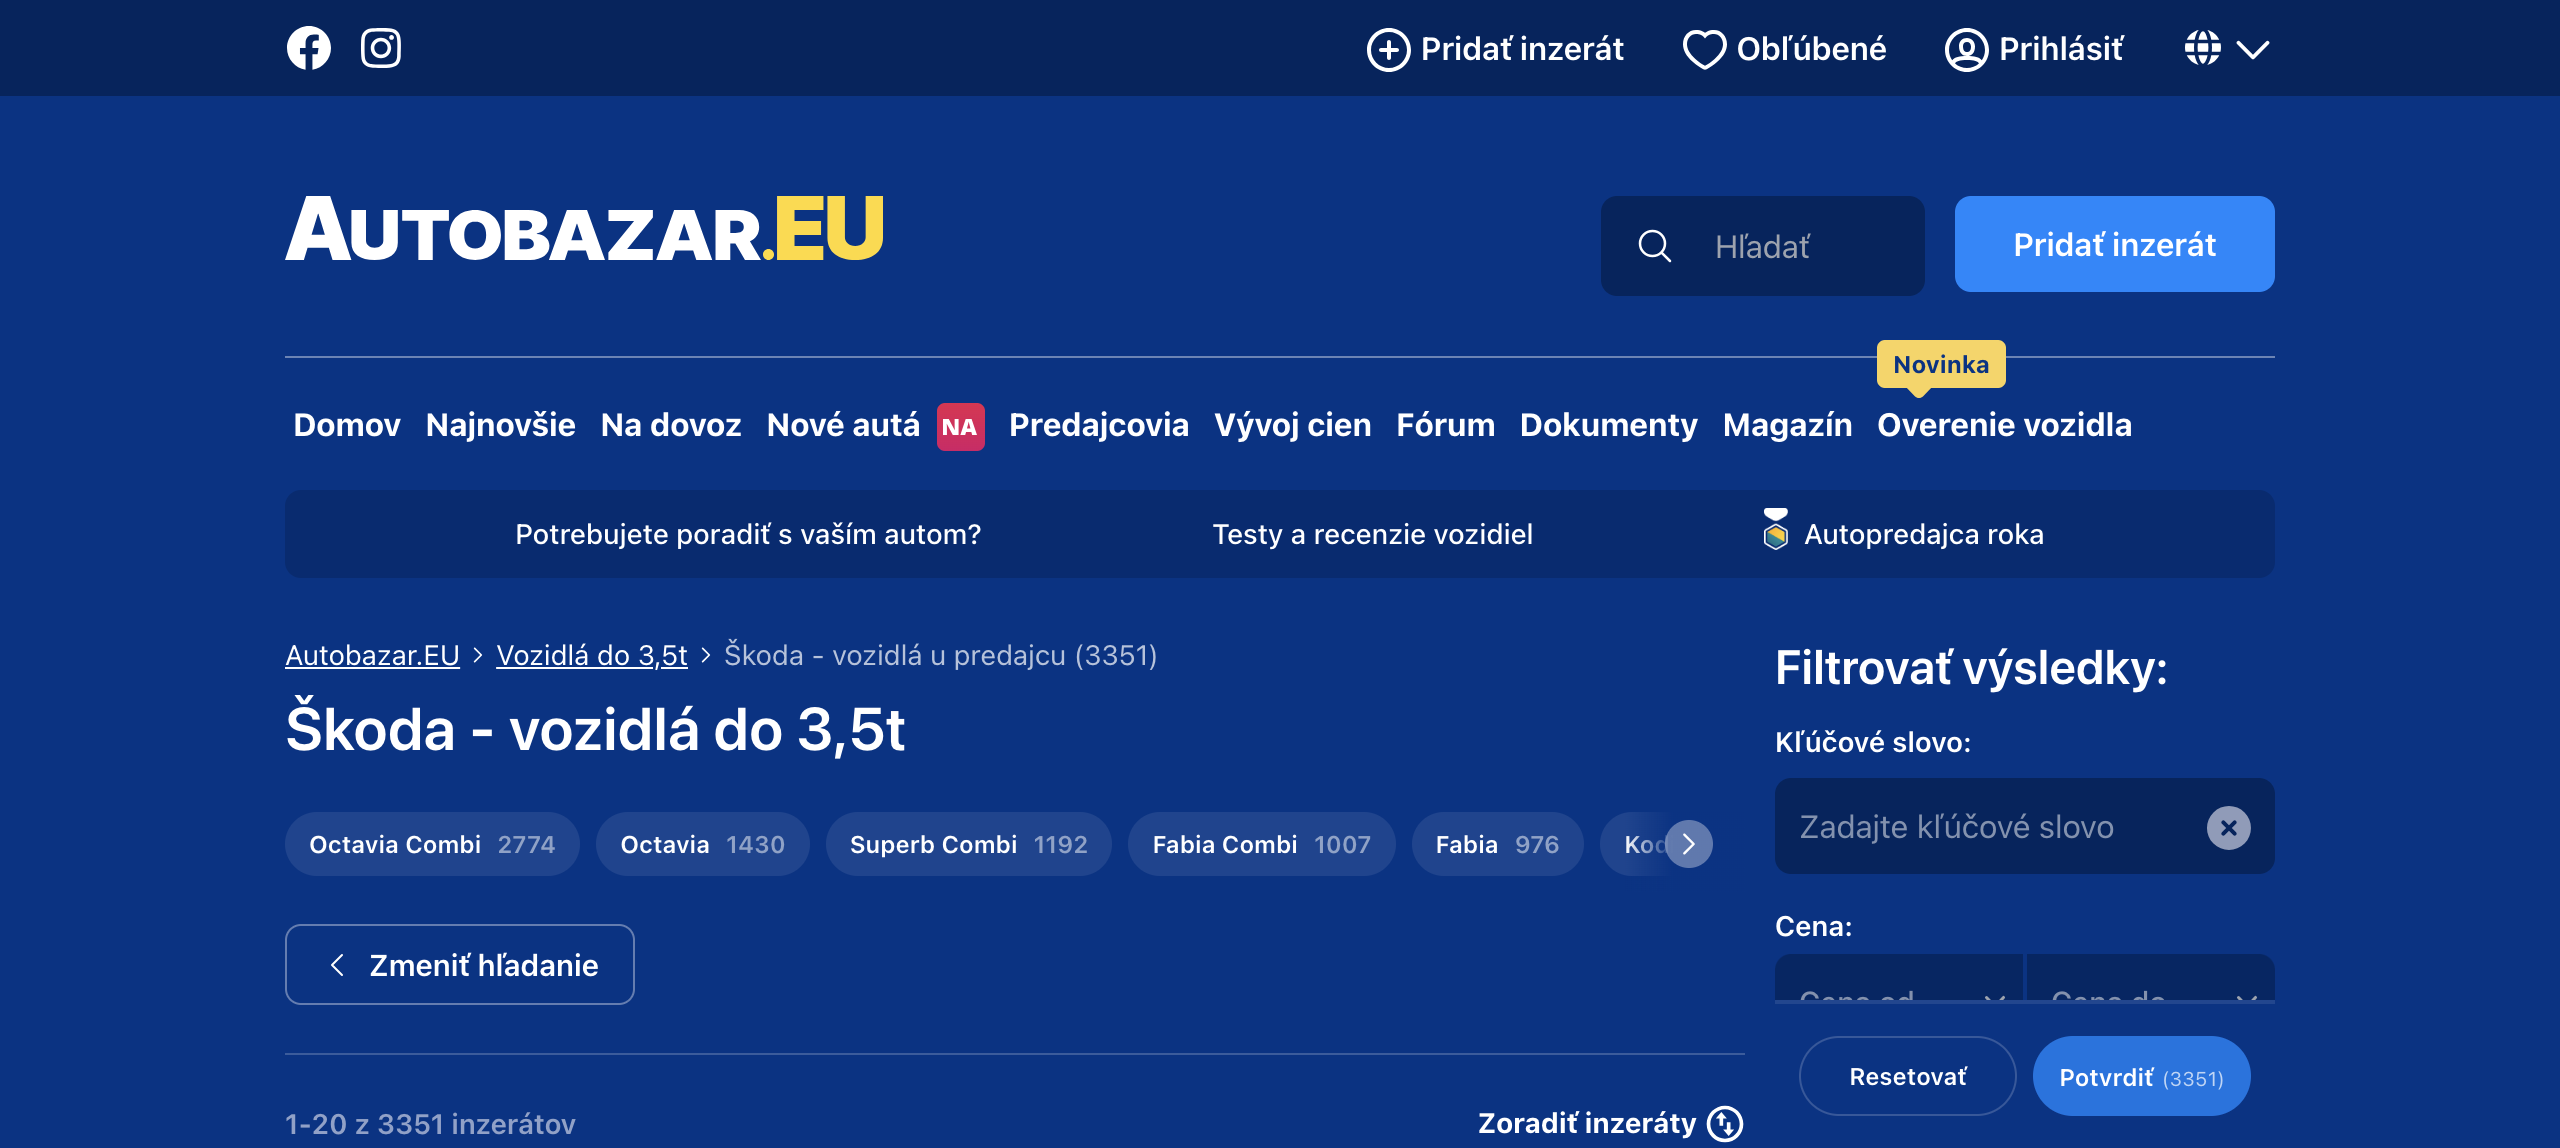 Pridať inzerát Obľúbené Prihlásiť
AUTOBAZAR.EU
Hľadať Pridať inzerát
Novinka
Domov Najnovšie Na dovoz Nové autá NA Predajcovia Vývoj cien Fórum Dokumenty Magazín Overenie vozidla
Potrebujete poradiť s vaším autom? Testy a recenzie vozidiel Autopredajca roka
Autobazar.EU > Vozidlá do 3,5t > Škoda - vozidlá u predajcu (3351)
Škoda - vozidlá do 3,5t
Octavia Combi 2774 Octavia 1430 Superb Combi 1192 Fabia Combi 1007 Fabia 976
Zmeniť hľadanie
1-20 z 3351 inzerátov
Zoradiť inzeráty
Filtrovať výsledky:
Kľúčové slovo:
Zadajte kľúčové slovo
Cena:
Cena od Cena do
Resetovať Potvrdiť (3351)